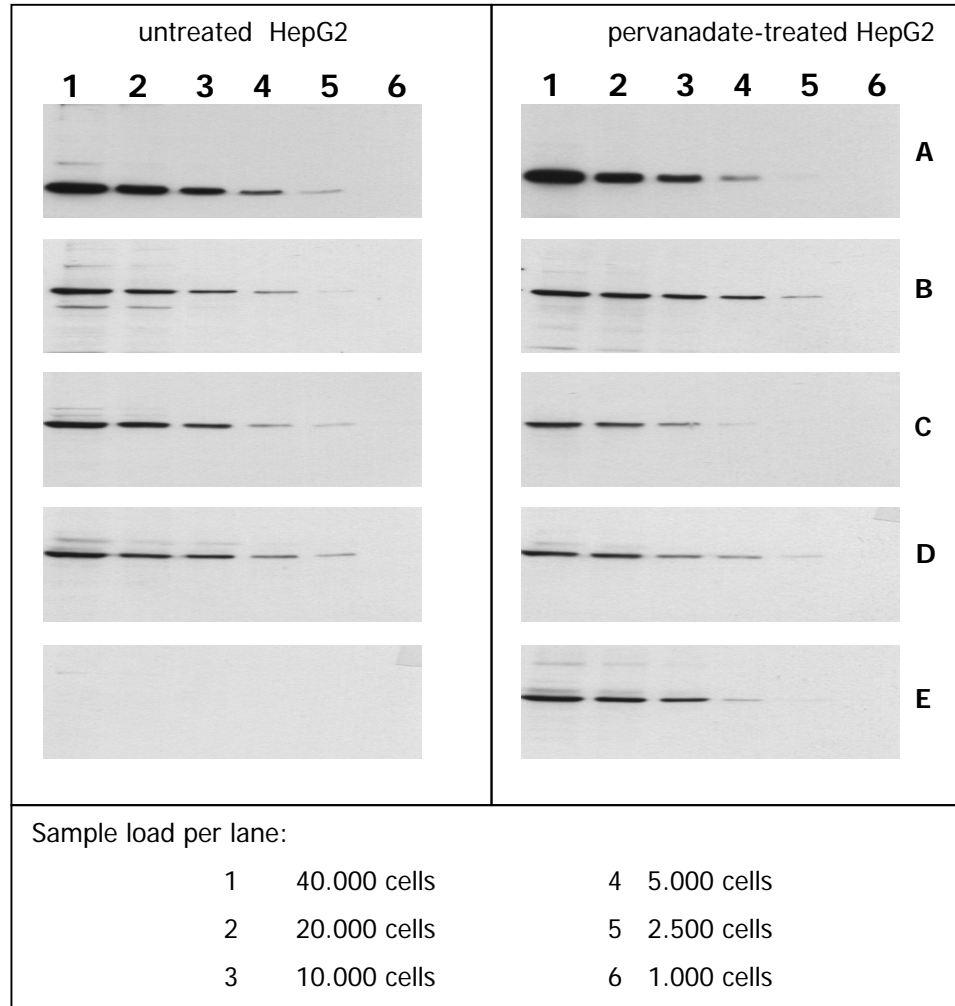 untreated HepG2
pervanadate-treated HepG2
1 2 3 4 5 6
1 2 3 4 5 6
A
B
C
D
E
Sample load per lane:
1 40.000 cells
2 20.000 cells
3 10.000 cells
4 5.000 cells
5 2.500 cells
6 1.000 cells